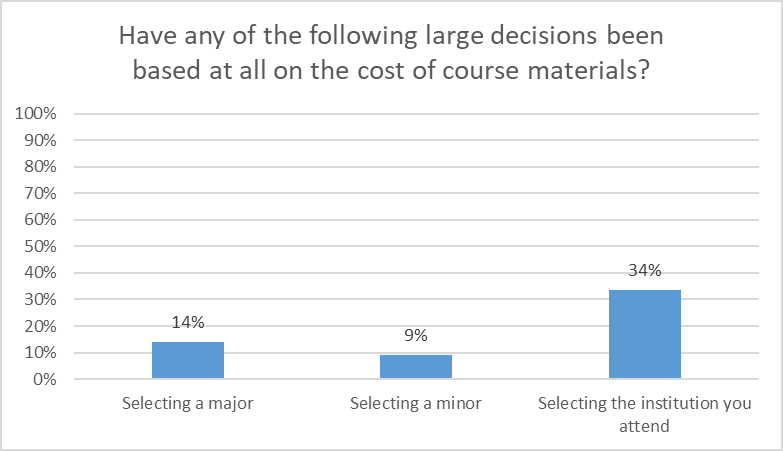 Have any of the following large decisions been
based at all on the cost of course materials?
100%
90%
80%
70%
60%
50%
40%
30%
20%
10%
0%
14%
9%
34%
Selecting a major
Selecting a minor
Selecting the institution you
attend